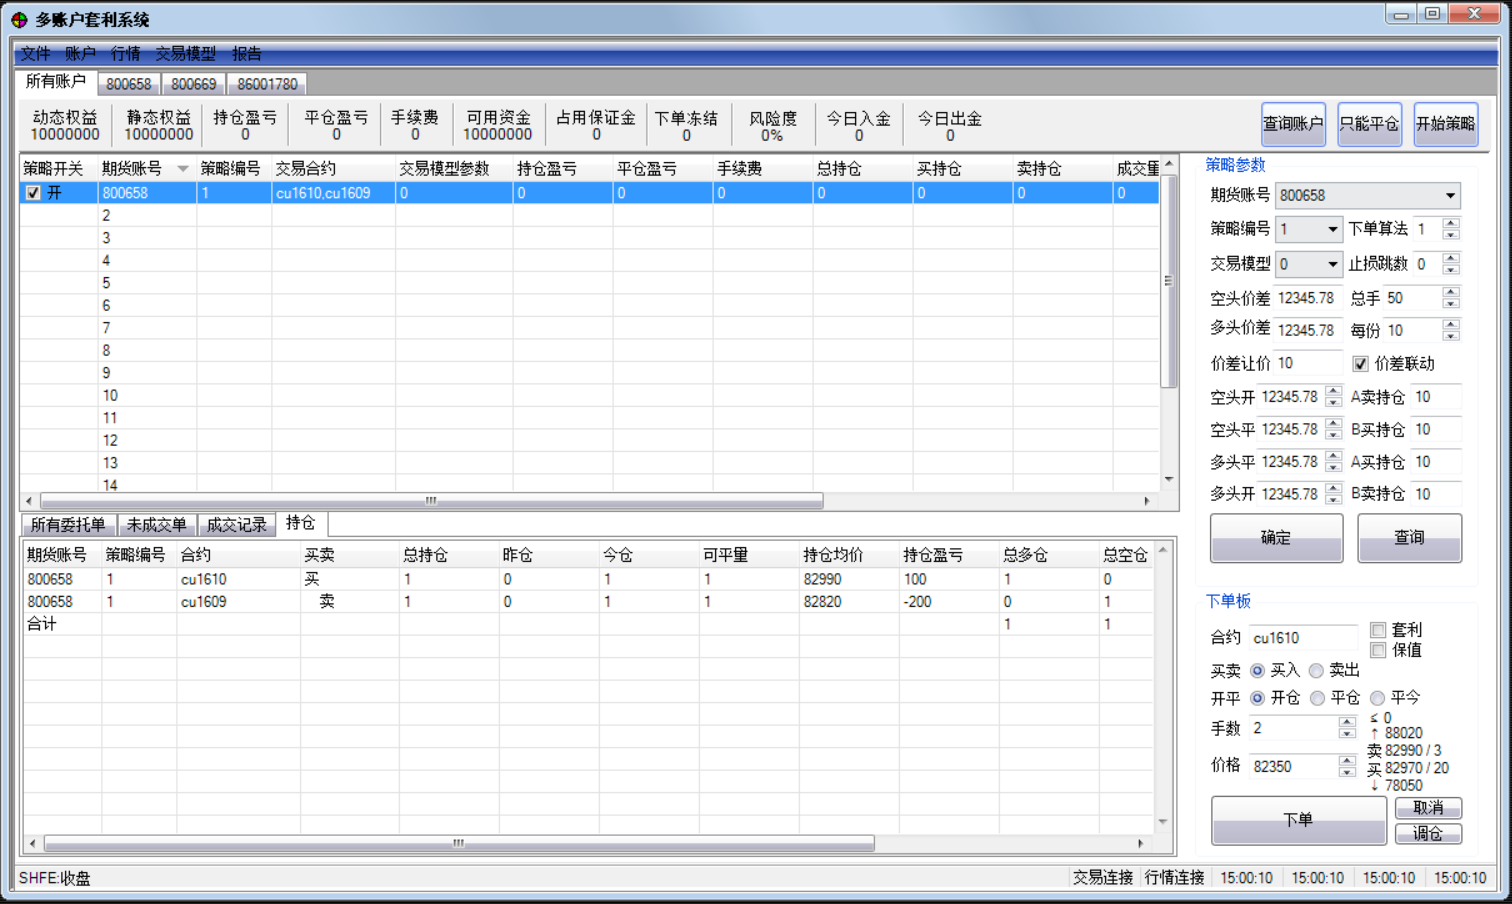 多账户套利系统
文件 账户 行情 交易模型 报告
所有账户 800658 800669 86001780
动态权益 静态权益 持仓盈亏 平仓盈亏 手续费 可用资金 占用保证金 下单冻结 风险度 今日入金 今日出金
10000000 10000000 0 0 0 10000000 0 0 0% 0 0
查询账户 只能平仓 开始策略
策略开关 期货账号 策略编号 交易合约 交易模型参数 持仓盈亏 平仓盈亏 手续费 总持仓 买持仓 卖持仓 成交量
开 800658 1 cu1610,cu1609 0 0 0 0 0 0 0 0
2
3
4
5
6
7
8
9
10
11
12
13
14
所有委托单 未成交单 成交记录 持仓
期货账号 策略编号 合约 买卖 总持仓 昨仓 今仓 可平量 持仓均价 持仓盈亏 总多仓 总空仓
800658 1 cu1610 买 1 0 1 1 82990 100 1 0
800658 1 cu1609 卖 1 0 1 1 82820 -200 0 1
合计 1 1
策略参数
期货账号 800658
策略编号 1 下单算法 1
交易模型 0 止损跳数 0
空头价差 12345.78 总手 50
多头价差 12345.78 每份 10
价差让价 10 价差联动
空头开 12345.78 A卖持仓 10
空头平 12345.78 B买持仓 10
多头平 12345.78 A买持仓 10
多头开 12345.78 B卖持仓 10
确定 查询
下单板
合约 cu1610 套利
保值
买卖 买入 卖出
开平 开仓 平仓 平今
手数 2 ≤ 0
↑ 88020
卖 82990 / 3
价格 82350 买 82970 / 20
↓ 78050
下单 取消
调仓
SHFE:收盘 交易连接 行情连接 15:00:10 15:00:10 15:00:10 15:00:10